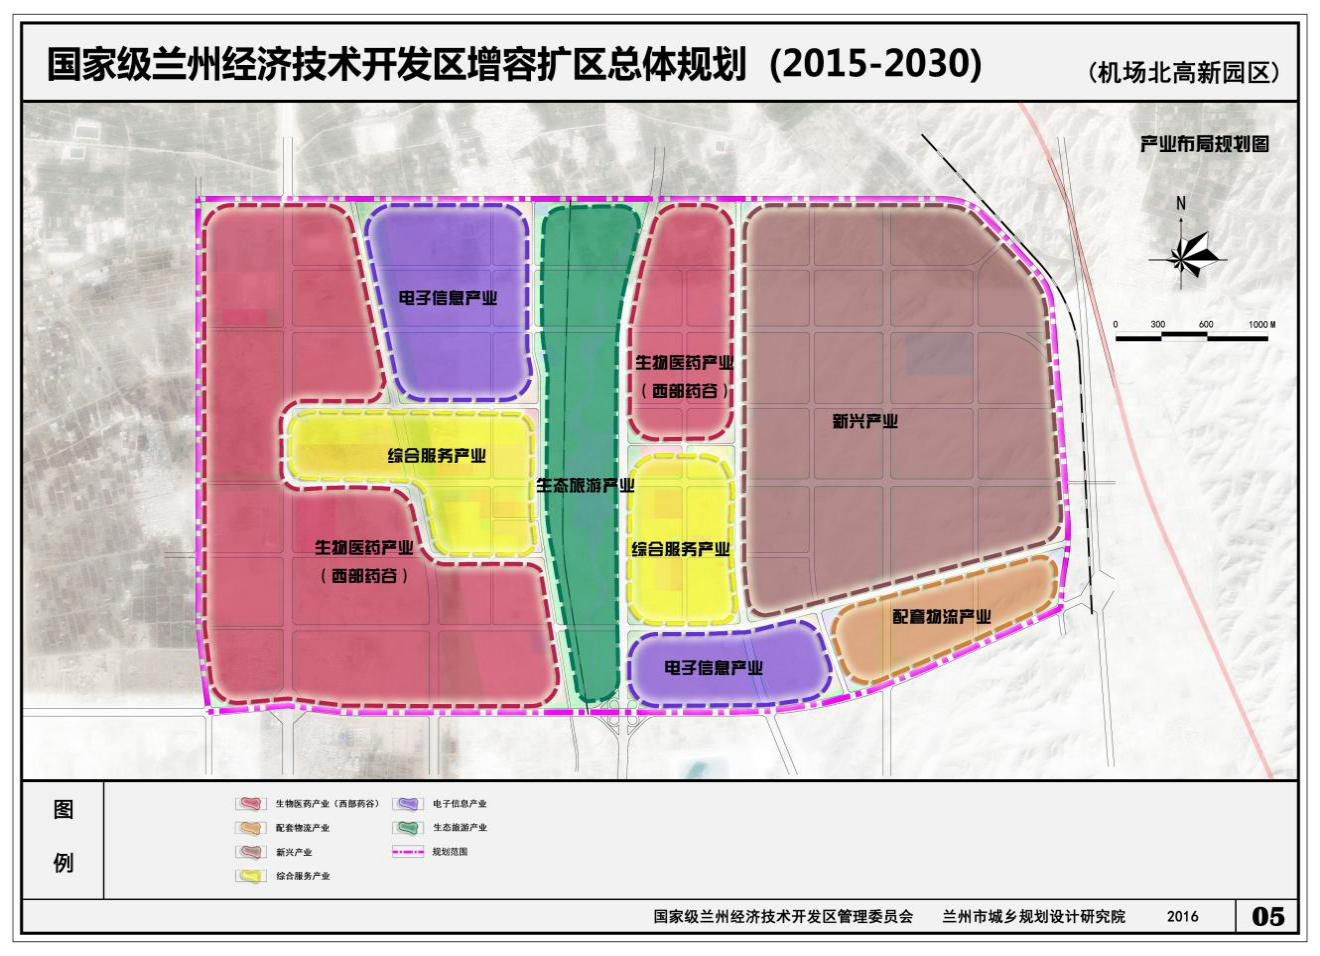 国家级兰州经济技术开发区增容扩区总体规划 (2015-2030)
(机场北高新园区)
产业布局规划图
N
0 300 600 1000 M
电子信息产业
生物医药产业
(西部药谷)
新兴产业
综合服务产业
生态旅游产业
生物医药产业
(西部药谷)
综合服务产业
配套物流产业
电子信息产业
图例
生物医药产业(西部药谷)
电子信息产业
配套物流产业
生态旅游产业
新兴产业
规划范围
综合服务产业
国家级兰州经济技术开发区管理委员会 兰州市城乡规划设计研究院 2016 05